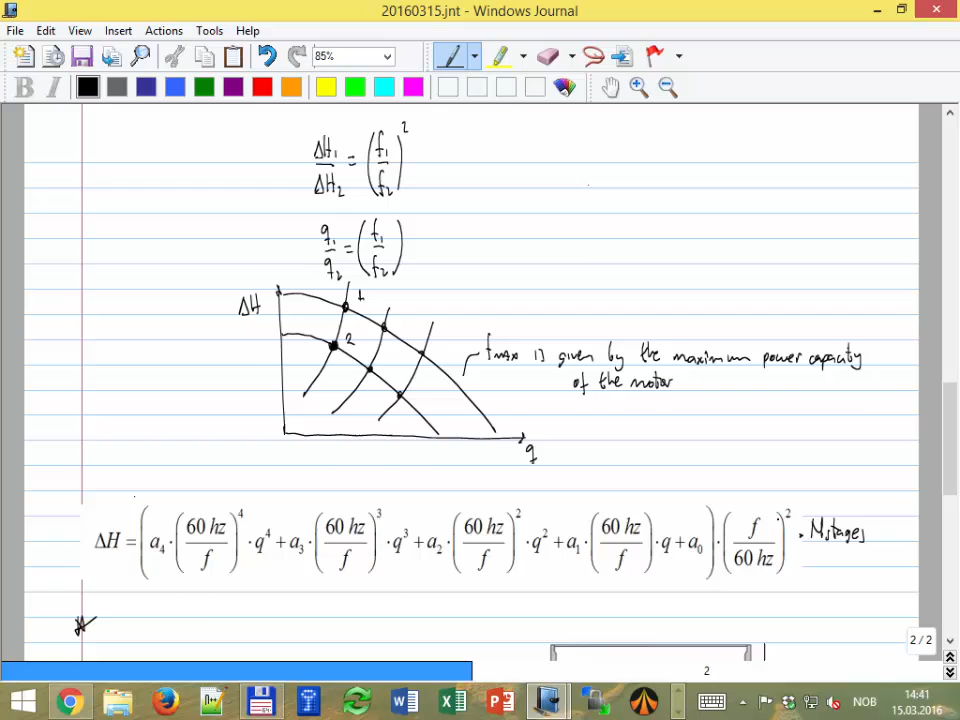 20160315.jnt - Windows Journal
File Edit View Insert Actions Tools Help
85%
B I
ΔH₁/ΔH₂ = (f₁/f₂)²
q₁/q₂ = (f₁/f₂)
ΔH
1
2
fmax is given by the maximum power capacity
of the motor
q
ΔH = (a₄·(60 hz/f)⁴·q⁴+a₃·(60 hz/f)³·q³+a₂·(60 hz/f)²·q²+a₁·(60 hz/f)·q+a₀)·(f/60 hz)² · Nstages
2 / 2
2
NOB
14:41
15.03.2016